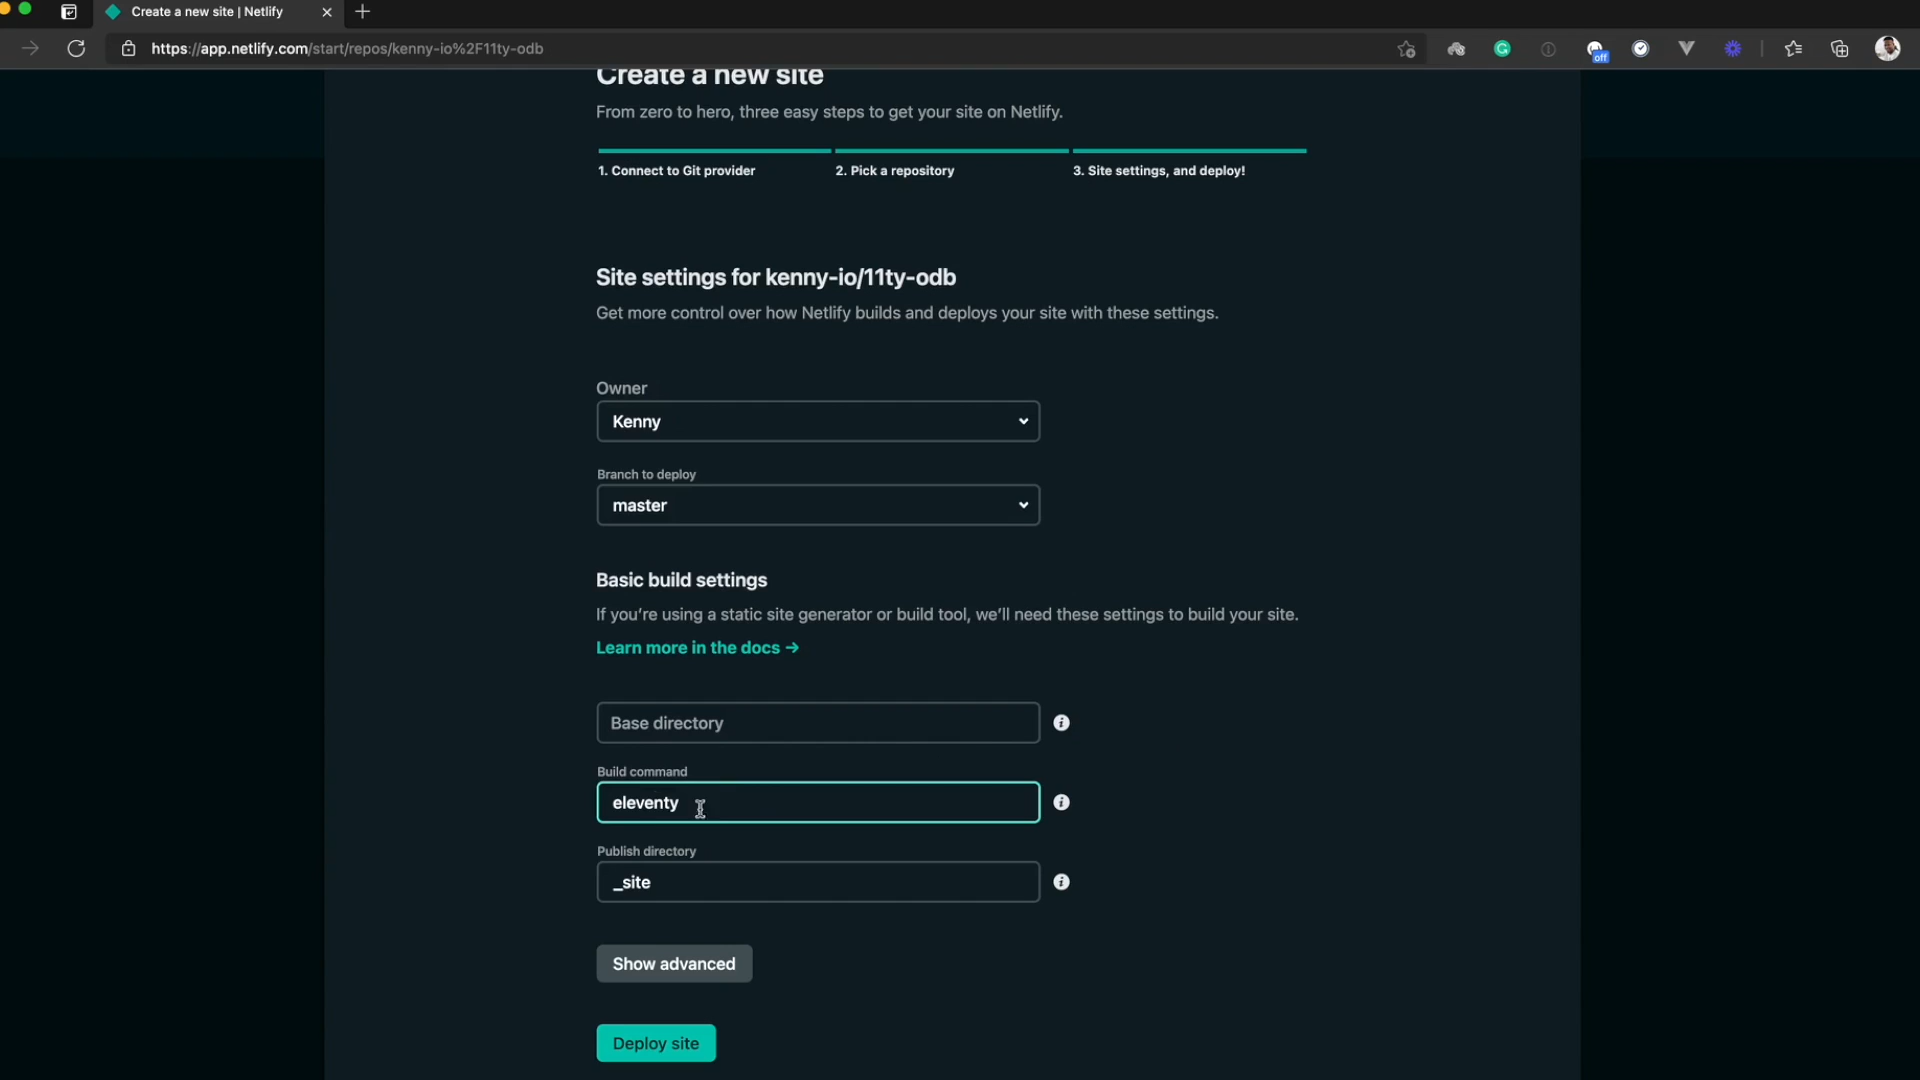 Create a new site | Netlify
https://app.netlify.com/start/repos/kenny-io%2F11ty-odb
off
Create a new site
From zero to hero, three easy steps to get your site on Netlify.
1. Connect to Git provider
2. Pick a repository
3. Site settings, and deploy!
Site settings for kenny-io/11ty-odb
Get more control over how Netlify builds and deploys your site with these settings.
Owner
Kenny
Branch to deploy
master
Basic build settings
If you’re using a static site generator or build tool, we’ll need these settings to build your site.
Learn more in the docs →
Base directory
Build command
eleventy
Publish directory
_site
Show advanced
Deploy site